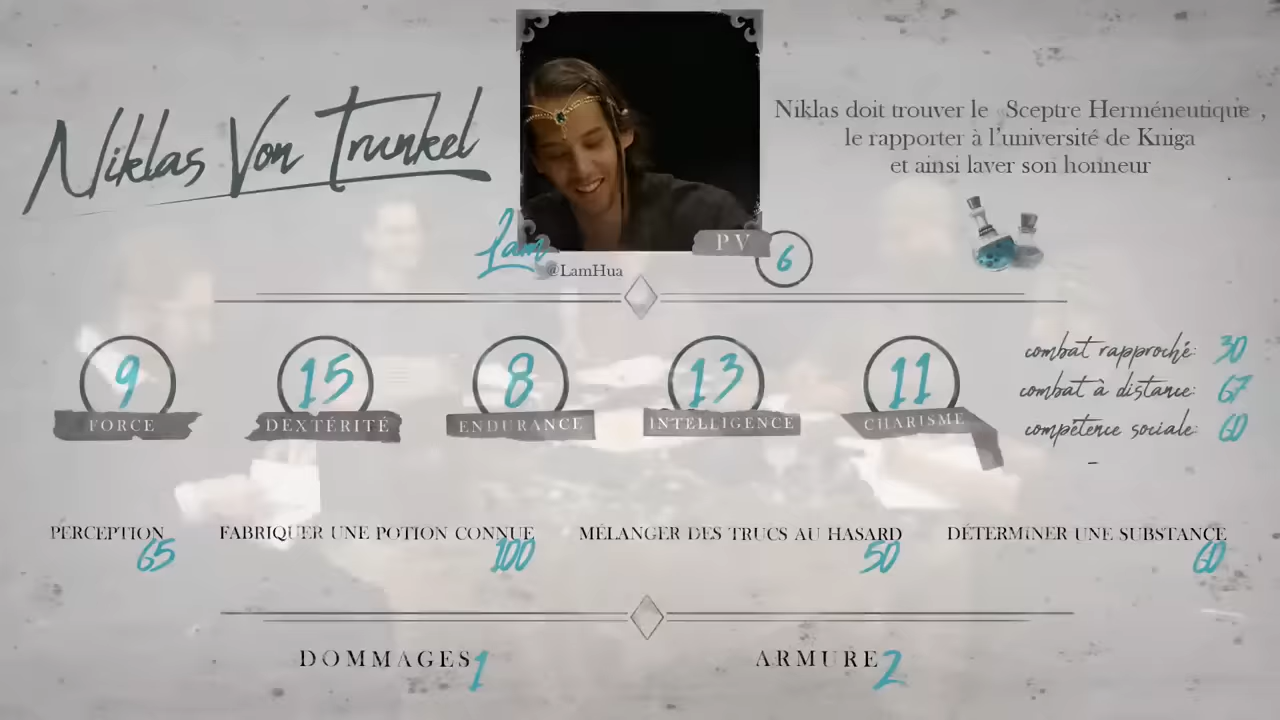 Niklas Von Trunkel
Niklas doit trouver le Sceptre Herméneutique ,
le rapporter à l'université de Kniga
et ainsi laver son honneur
Lam
@LamHua
PV
6
9
FORCE
15
DEXTÉRITÉ
8
ENDURANCE
13
INTELLIGENCE
11
CHARISME
combat rapproché: 30
combat à distance: 67
compétence sociale: 60
-
PERCEPTION
65
FABRIQUER UNE POTION CONNUE
100
MÉLANGER DES TRUCS AU HASARD
50
DÉTERMINER UNE SUBSTANCE
60
DOMMAGES 1
ARMURE 2